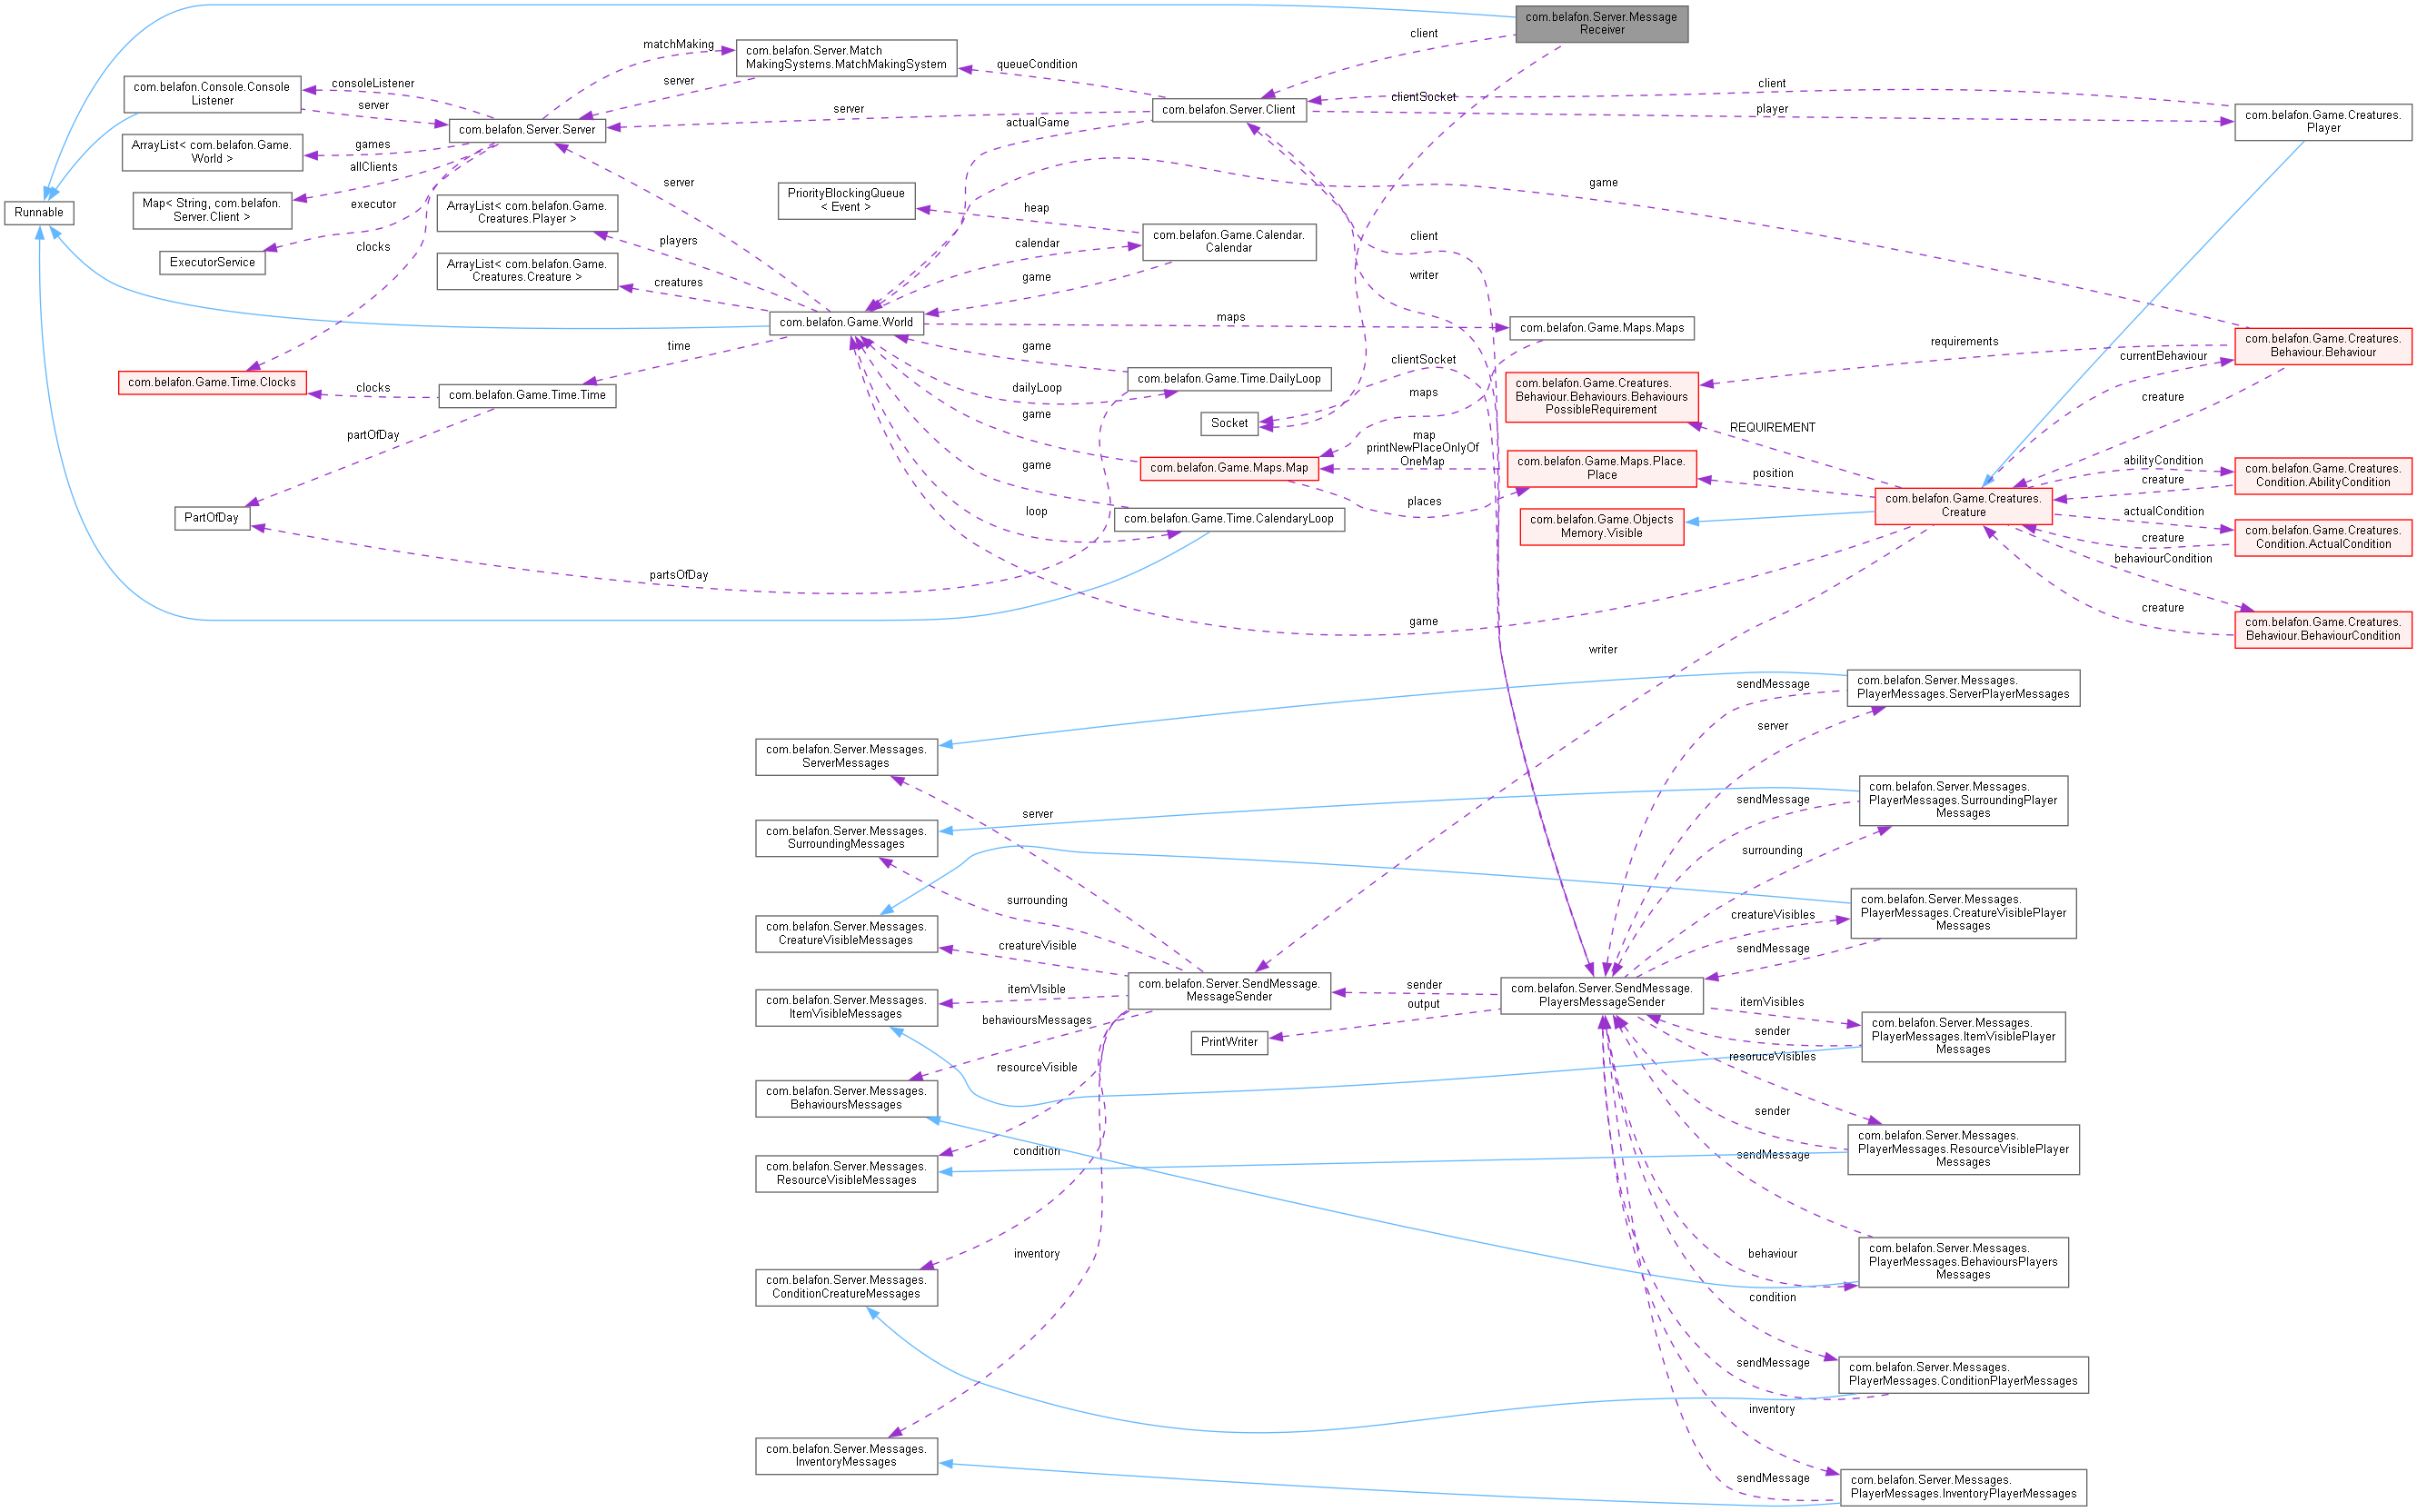 com.belafon.Server.Message
Receiver
matchMaking
client
com.belafon.Server.Match
MakingSystems.MatchMakingSystem
queueCondition
server
com.belafon.Console.Console
Listener
consoleListener
server
client
clientSocket
com.belafon.Server.Client
server
player
com.belafon.Game.Creatures.
Player
actualGame
com.belafon.Server.Server
ArrayList< com.belafon.Game.
World >
games
allClients
server
game
PriorityBlockingQueue
< Event >
Map< String, com.belafon.
Server.Client >
executor
ArrayList< com.belafon.Game.
Creatures.Player >
heap
Runnable
clocks
players
calendar
com.belafon.Game.Calendar.
Calendar
client
ExecutorService
ArrayList< com.belafon.Game.
Creatures.Creature >
creatures
game
writer
com.belafon.Game.World
maps
com.belafon.Game.Maps.Maps
time
game
requirements
com.belafon.Game.Creatures.
Behaviour.Behaviour
currentBehaviour
clientSocket
com.belafon.Game.Time.Clocks
clocks
com.belafon.Game.Time.Time
dailyLoop
com.belafon.Game.Time.DailyLoop
maps
com.belafon.Game.Creatures.
Behaviour.Behaviours.Behaviours
PossibleRequirement
creature
game
Socket
partOfDay
map
printNewPlaceOnlyOf
OneMap
REQUIREMENT
game
com.belafon.Game.Maps.Map
com.belafon.Game.Maps.Place.
Place
position
abilityCondition
creature
com.belafon.Game.Creatures.
Condition.AbilityCondition
places
com.belafon.Game.Creatures.
Creature
PartOfDay
loop
com.belafon.Game.Time.CalendaryLoop
com.belafon.Game.Objects
Memory.Visible
actualCondition
creature
com.belafon.Game.Creatures.
Condition.ActualCondition
behaviourCondition
partsOfDay
creature
game
com.belafon.Game.Creatures.
Behaviour.BehaviourCondition
writer
sendMessage
com.belafon.Server.Messages.
PlayerMessages.ServerPlayerMessages
server
com.belafon.Server.Messages.
ServerMessages
com.belafon.Server.Messages.
PlayerMessages.SurroundingPlayer
Messages
server
sendMessage
com.belafon.Server.Messages.
SurroundingMessages
surrounding
surrounding
com.belafon.Server.Messages.
PlayerMessages.CreatureVisiblePlayer
Messages
creatureVisibles
com.belafon.Server.Messages.
CreatureVisibleMessages
creatureVisible
sendMessage
com.belafon.Server.SendMessage.
MessageSender
sender
com.belafon.Server.SendMessage.
PlayersMessageSender
itemVisibles
com.belafon.Server.Messages.
ItemVisibleMessages
itemVIsible
output
behavioursMessages
PrintWriter
sender
com.belafon.Server.Messages.
PlayerMessages.ItemVisiblePlayer
Messages
resourceVisible
resoruceVisibles
com.belafon.Server.Messages.
BehavioursMessages
sender
com.belafon.Server.Messages.
PlayerMessages.ResourceVisiblePlayer
Messages
condition
sendMessage
com.belafon.Server.Messages.
ResourceVisibleMessages
inventory
behaviour
com.belafon.Server.Messages.
PlayerMessages.BehavioursPlayers
Messages
com.belafon.Server.Messages.
ConditionCreatureMessages
condition
sendMessage
com.belafon.Server.Messages.
PlayerMessages.ConditionPlayerMessages
inventory
com.belafon.Server.Messages.
InventoryMessages
sendMessage
com.belafon.Server.Messages.
PlayerMessages.InventoryPlayerMessages